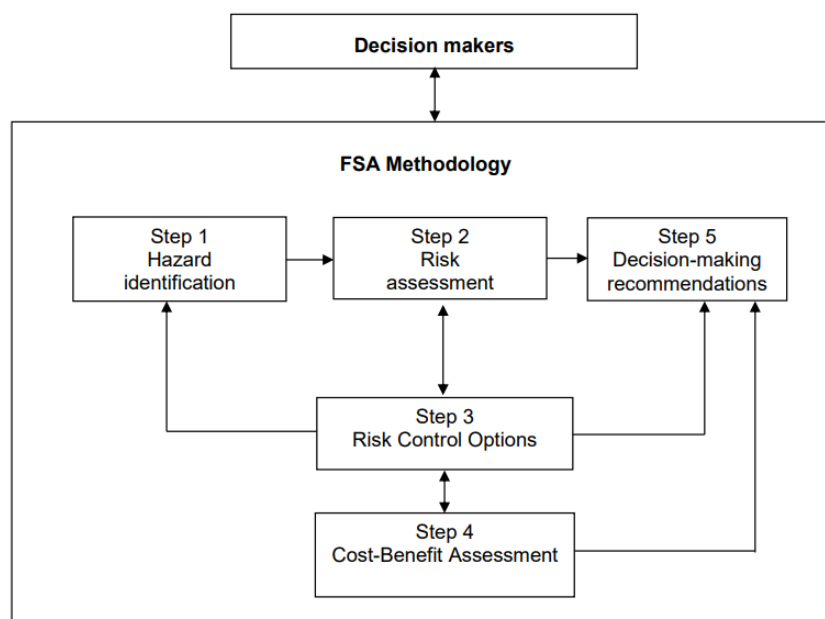 Decision makers
FSA Methodology
Step 1
Hazard
identification
Step 2
Risk
assessment
Step 5
Decision-making
recommendations
Step 3
Risk Control Options
Step 4
Cost-Benefit Assessment